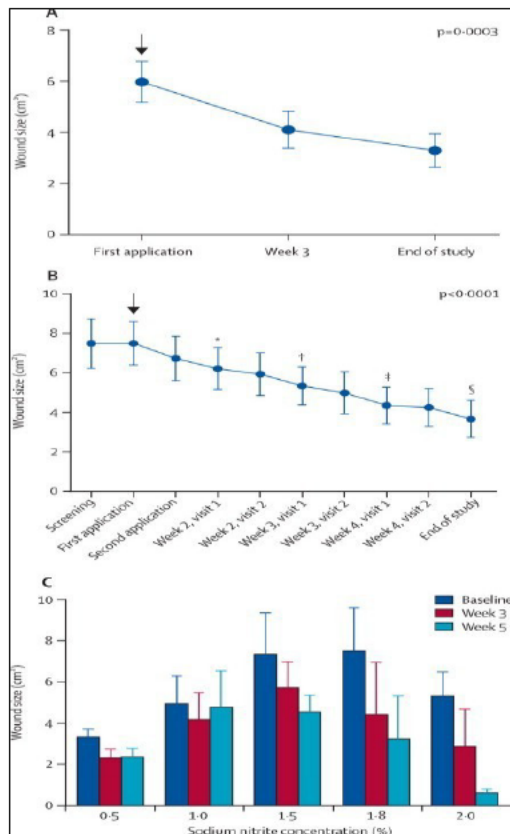 A
p=0·0003
8
6
4
2
0
Wound size (cm²)
First application
Week 3
End of study
B
p<0·0001
10
8
6
4
2
0
Wound size (cm²)
*
†
‡
§
Screening
First application
Second application
Week 2, visit 1
Week 2, visit 2
Week 3, visit 1
Week 3, visit 2
Week 4, visit 1
Week 4, visit 2
End of study
C
Baseline
Week 3
Week 5
10
8
6
4
2
0
Wound size (cm²)
0·5
1·0
1·5
1·8
2·0
Sodium nitrite concentration (%)